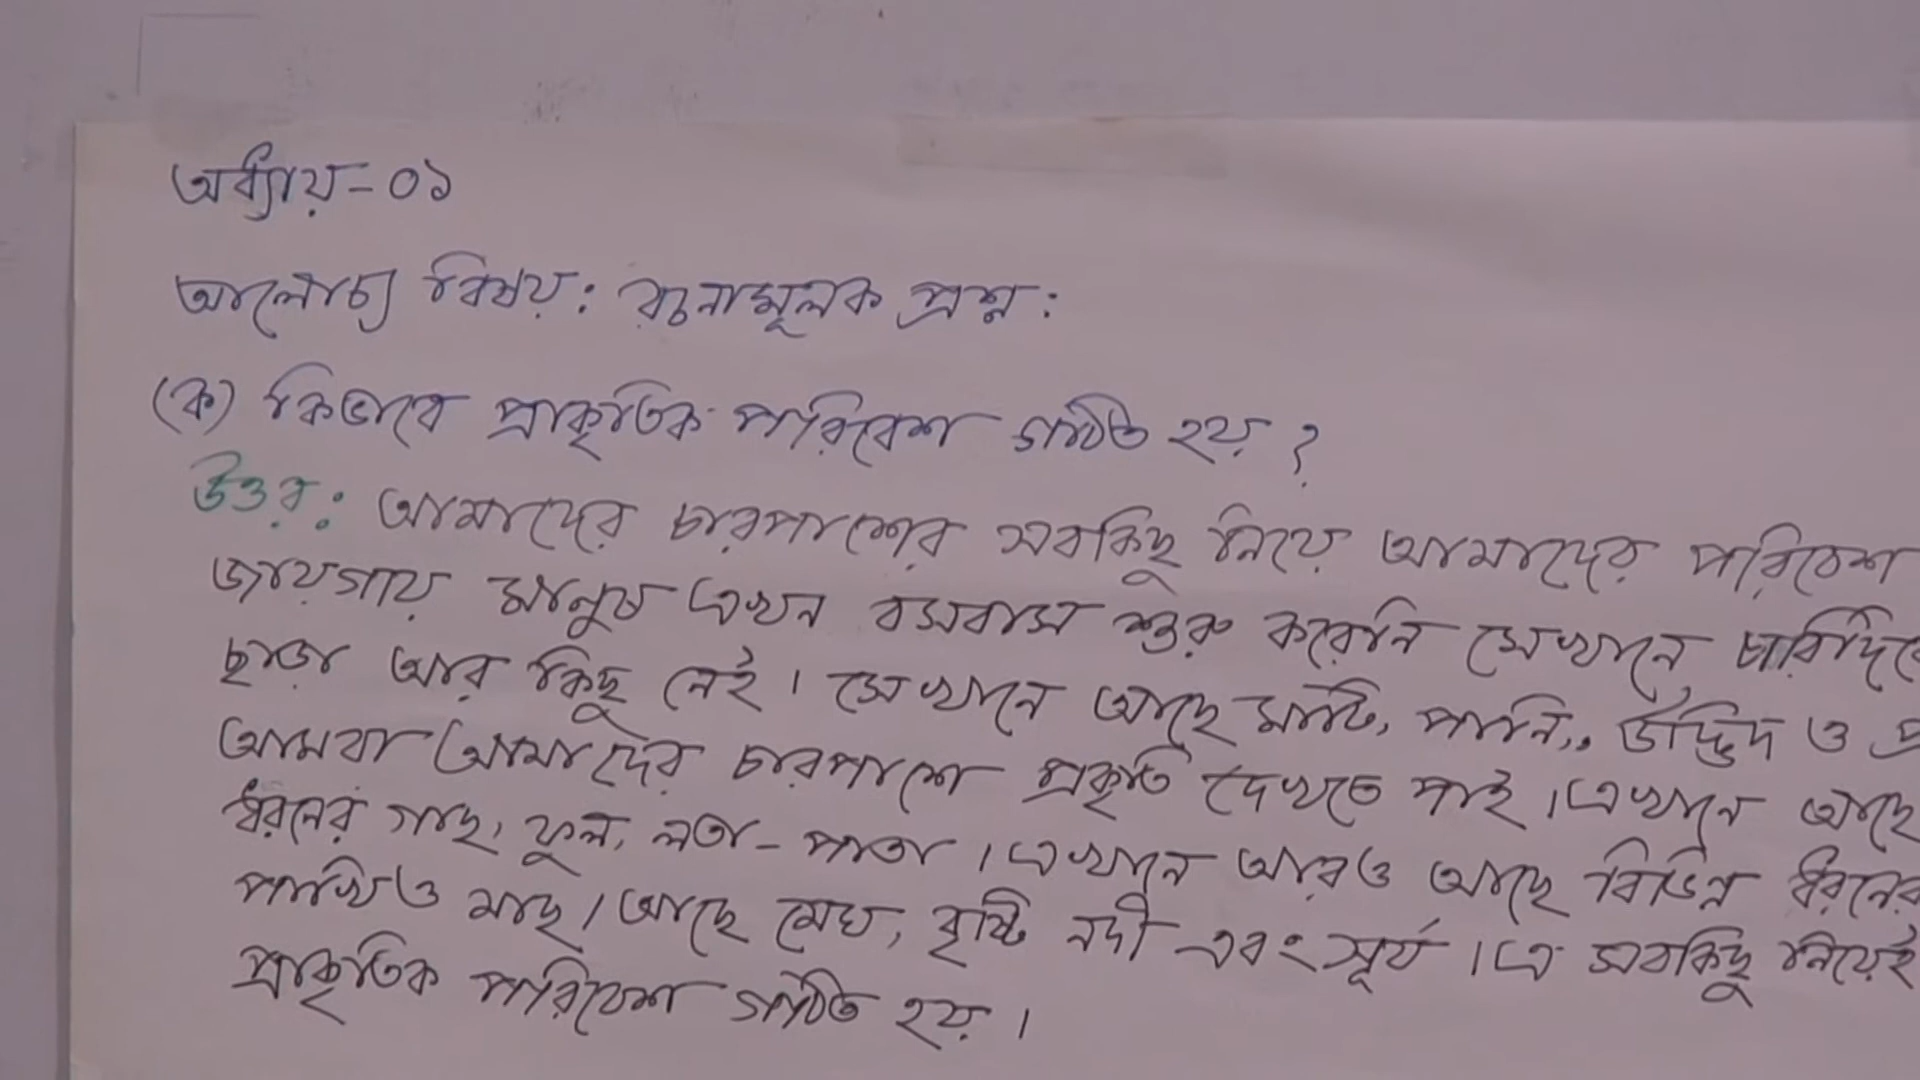 অধ্যায়-০১
আলোচ্য বিষয়: রচনামূলক প্রশ্ন:
(ক) কিভাবে প্রাকৃতিক পরিবেশ গঠিত হয়?
উত্তর: আমাদের চারপাশের সবকিছু নিয়ে আমাদের পরিবেশ
জায়গায় মানুষ এখন বসবাস শুরু করেনি সেখানে চারিদিকে
ছাড়া আর কিছু নেই। সেখানে আছে মাটি, পানি,, উদ্ভিদ ও প্র
আমরা আমাদের চারপাশে প্রকৃতি দেখতে পাই। এখানে আছে
ধরনের গাছ, ফুল, লতা-পাতা। এখানে আরও আছে বিভিন্ন ধরনের
পাখি ও মাছ। আছে মেঘ, বৃষ্টি নদী এবং সূর্য। এ সবকিছু নিয়েই
প্রাকৃতিক পরিবেশ গঠিত হয়।